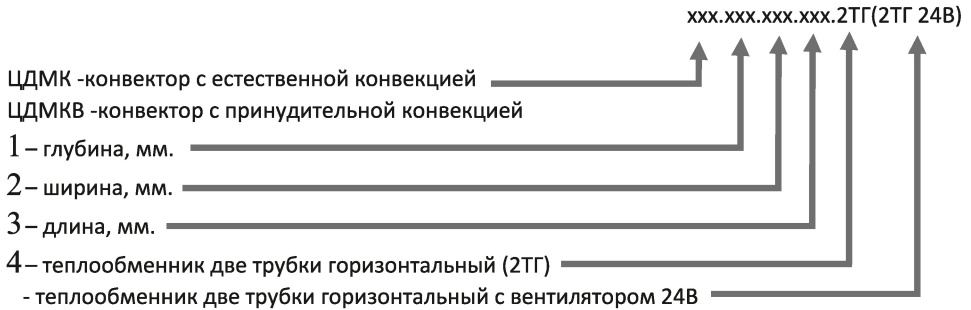 xxx.xxx.xxx.xxx.2ТГ(2ТГ 24В)
ЦДМК -конвектор с естественной конвекцией
ЦДМКВ -конвектор с принудительной конвекцией
1– глубина, мм.
2– ширина, мм.
3– длина, мм.
4– теплообменник две трубки горизонтальный (2ТГ)
- теплообменник две трубки горизонтальный с вентилятором 24В